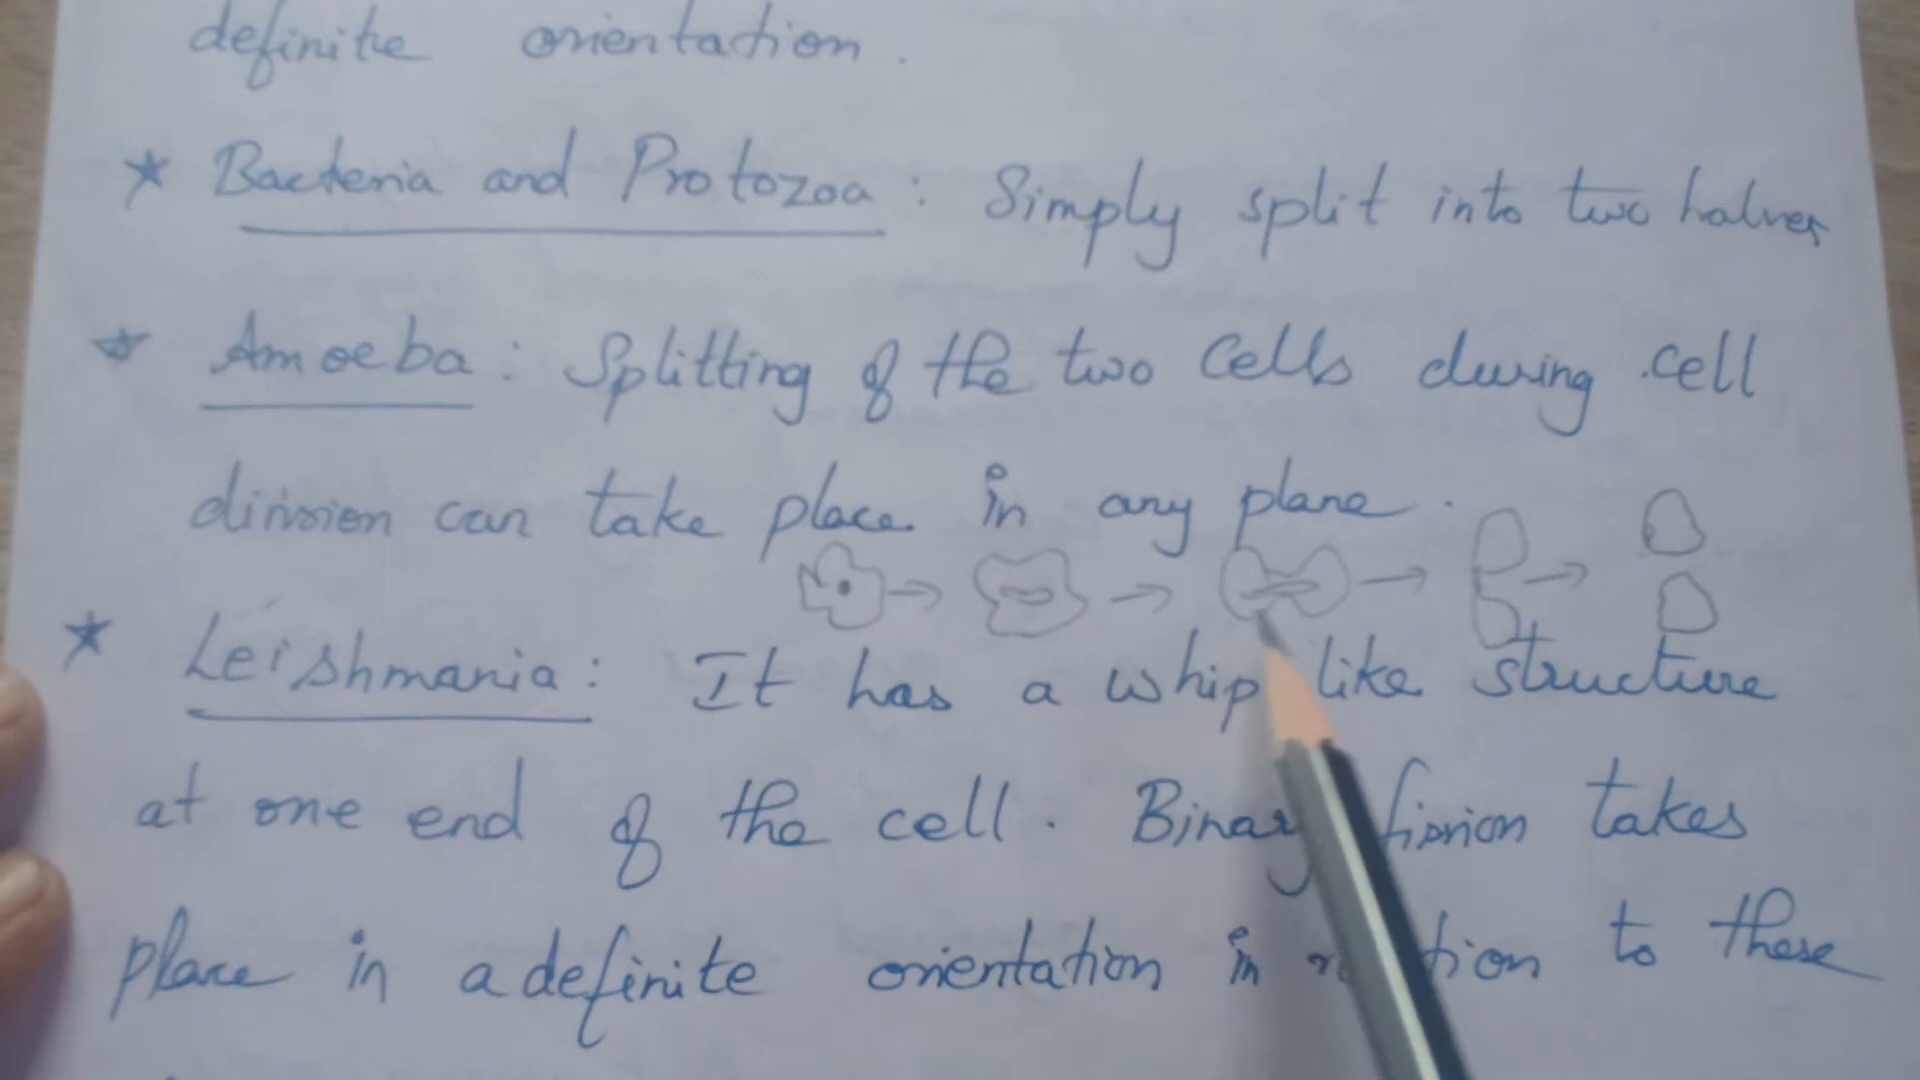 definite orientation.
★ Bacteria and Protozoa : Simply split into two halves
☆ Amoeba : Splitting of the two cells during cell
division can take place in any plane.
★ Leishmania : It has a whip like structure
at one end of the cell. Binary fission takes
place in a definite orientation in to these